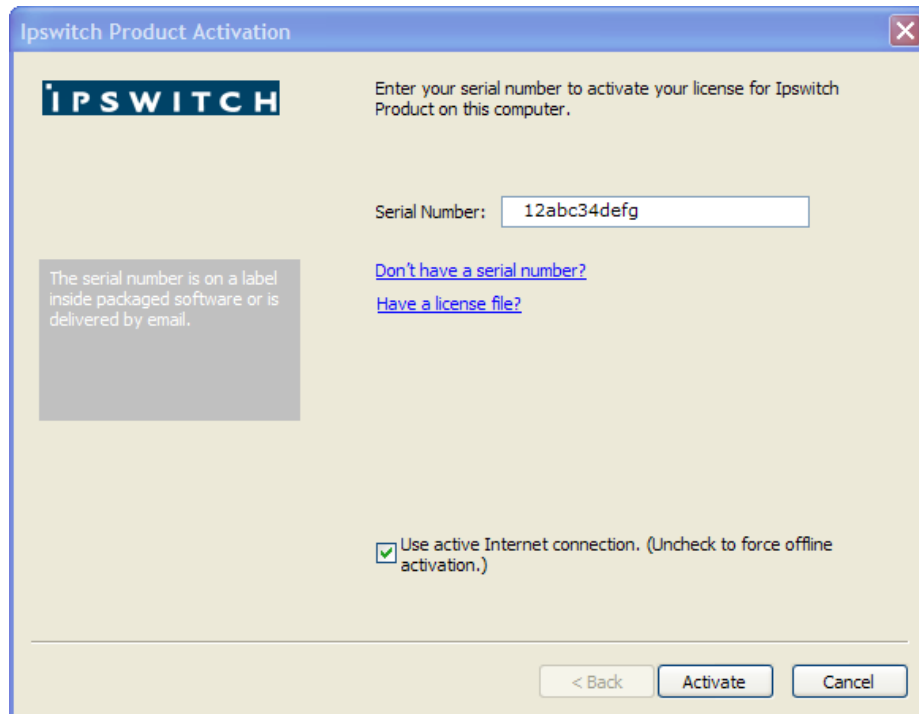 Ipswitch Product Activation
IPSWITCH
Enter your serial number to activate your license for Ipswitch
Product on this computer.
Serial Number:
12abc34defg
The serial number is on a label
inside packaged software or is
delivered by email.
Don't have a serial number?
Have a license file?
Use active Internet connection. (Uncheck to force offline
activation.)
< Back
Activate
Cancel